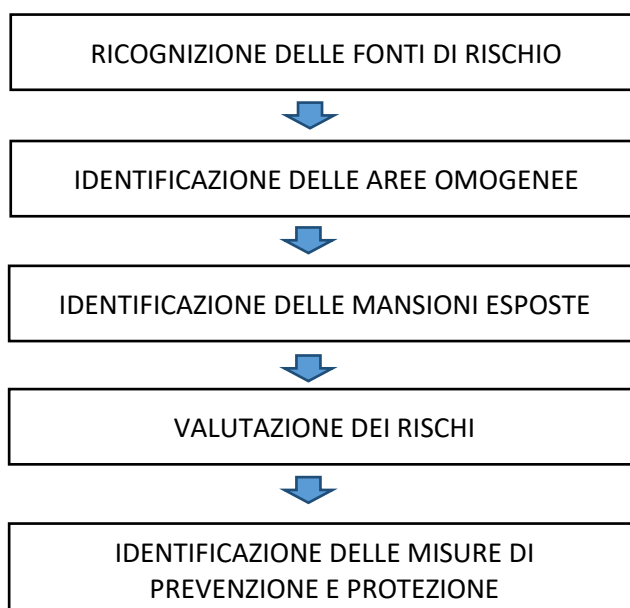 RICOGNIZIONE DELLE FONTI DI RISCHIO
IDENTIFICAZIONE DELLE AREE OMOGENEE
IDENTIFICAZIONE DELLE MANSIONI ESPOSTE
VALUTAZIONE DEI RISCHI
IDENTIFICAZIONE DELLE MISURE DI
PREVENZIONE E PROTEZIONE